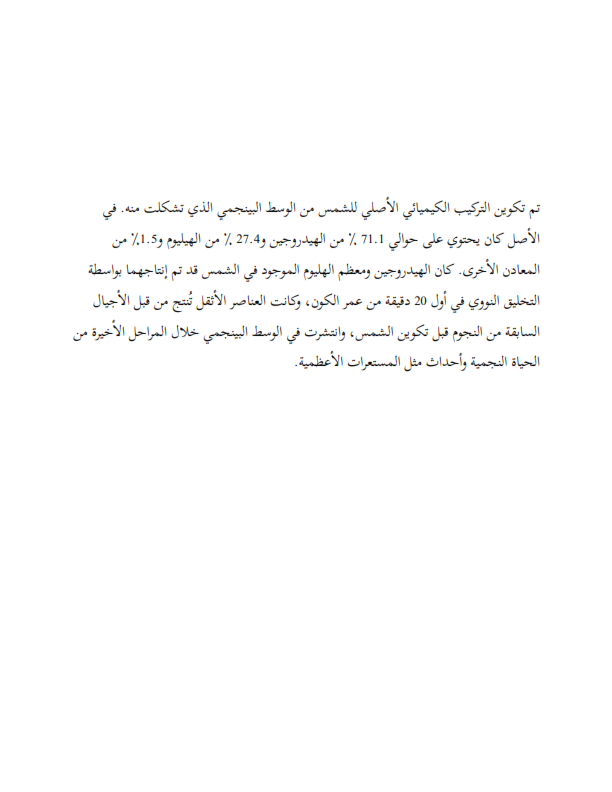 تم تكوين التركيب الكيميائي الأصلي للشمس من الوسط البينجمي الذي تشكلت منه. في
الأصل كان يحتوي على حوالي 71.1 ٪ من الهيدروجين و27.4 ٪ من الهيليوم و1.5٪ من
المعادن الأخرى. كان الهيدروجين ومعظم الهليوم الموجود في الشمس قد تم إنتاجهما بواسطة
التخليق النووي في أول 20 دقيقة من عمر الكون، وكانت العناصر الأثقل تُنتج من قبل الأجيال
السابقة من النجوم قبل تكوين الشمس، وانتشرت في الوسط البينجمي خلال المراحل الأخيرة من
الحياة النجمية وأحداث مثل المستعرات الأعظمية.